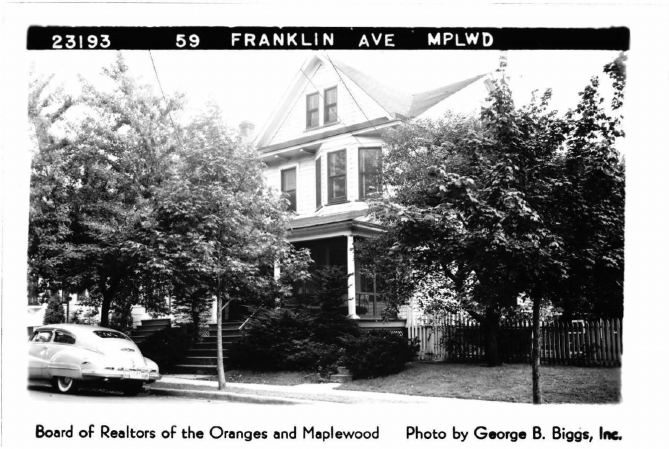 23193 59 FRANKLIN AVE MPLWD
Board of Realtors of the Oranges and Maplewood Photo by George B. Biggs, Inc.